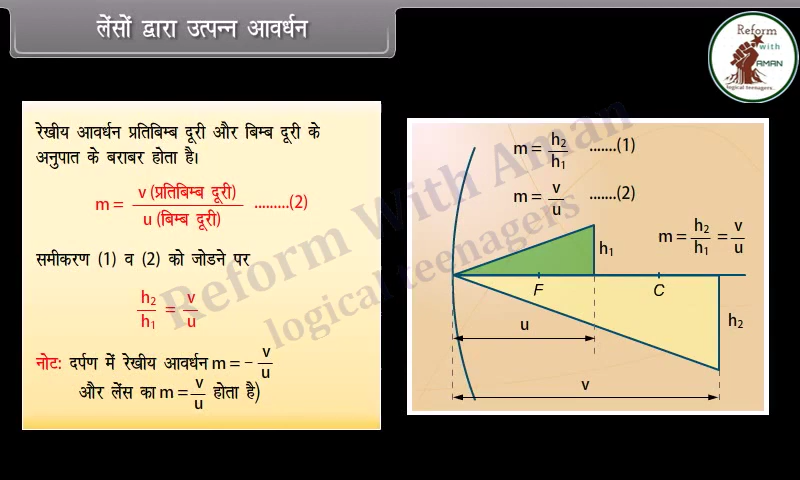 लेंसों द्वारा उत्पन्न आवर्धन
Reform
with
AMAN
logical teenagers.
रेखीय आवर्धन प्रतिबिम्ब दूरी और बिम्ब दूरी के
अनुपात के बराबर होता है।
m = v (प्रतिबिम्ब दूरी) / u (बिम्ब दूरी) .........(2)
समीकरण (1) व (2) को जोडने पर
h₂/h₁ = v/u
नोट: दर्पण में रेखीय आवर्धन m = - v/u
और लेंस का m = v/u होता है)
m = h₂/h₁ .......(1)
m = v/u .......(2)
m = h₂/h₁ = v/u
h₁
F
C
h₂
u
v
Reform With Aman
logical teenagers